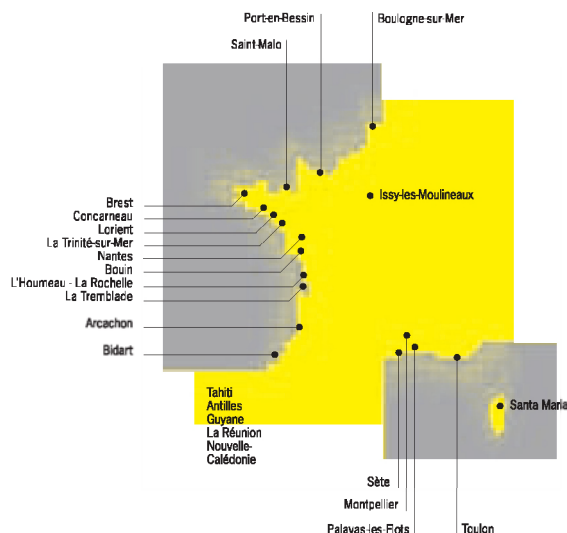 Port-en-Bessin
Boulogne-sur-Mer
Saint-Malo
Issy-les-Moulineaux
Brest
Concarneau
Lorient
La Trinité-sur-Mer
Nantes
Bouin
L'Houmeau - La Rochelle
La Tremblade
Arcachon
Bidart
Tahiti
Antilles
Guyane
La Réunion
Nouvelle-
Calédonie
Santa Maria
Sète
Montpellier
Palavas-les-Flots
Toulon